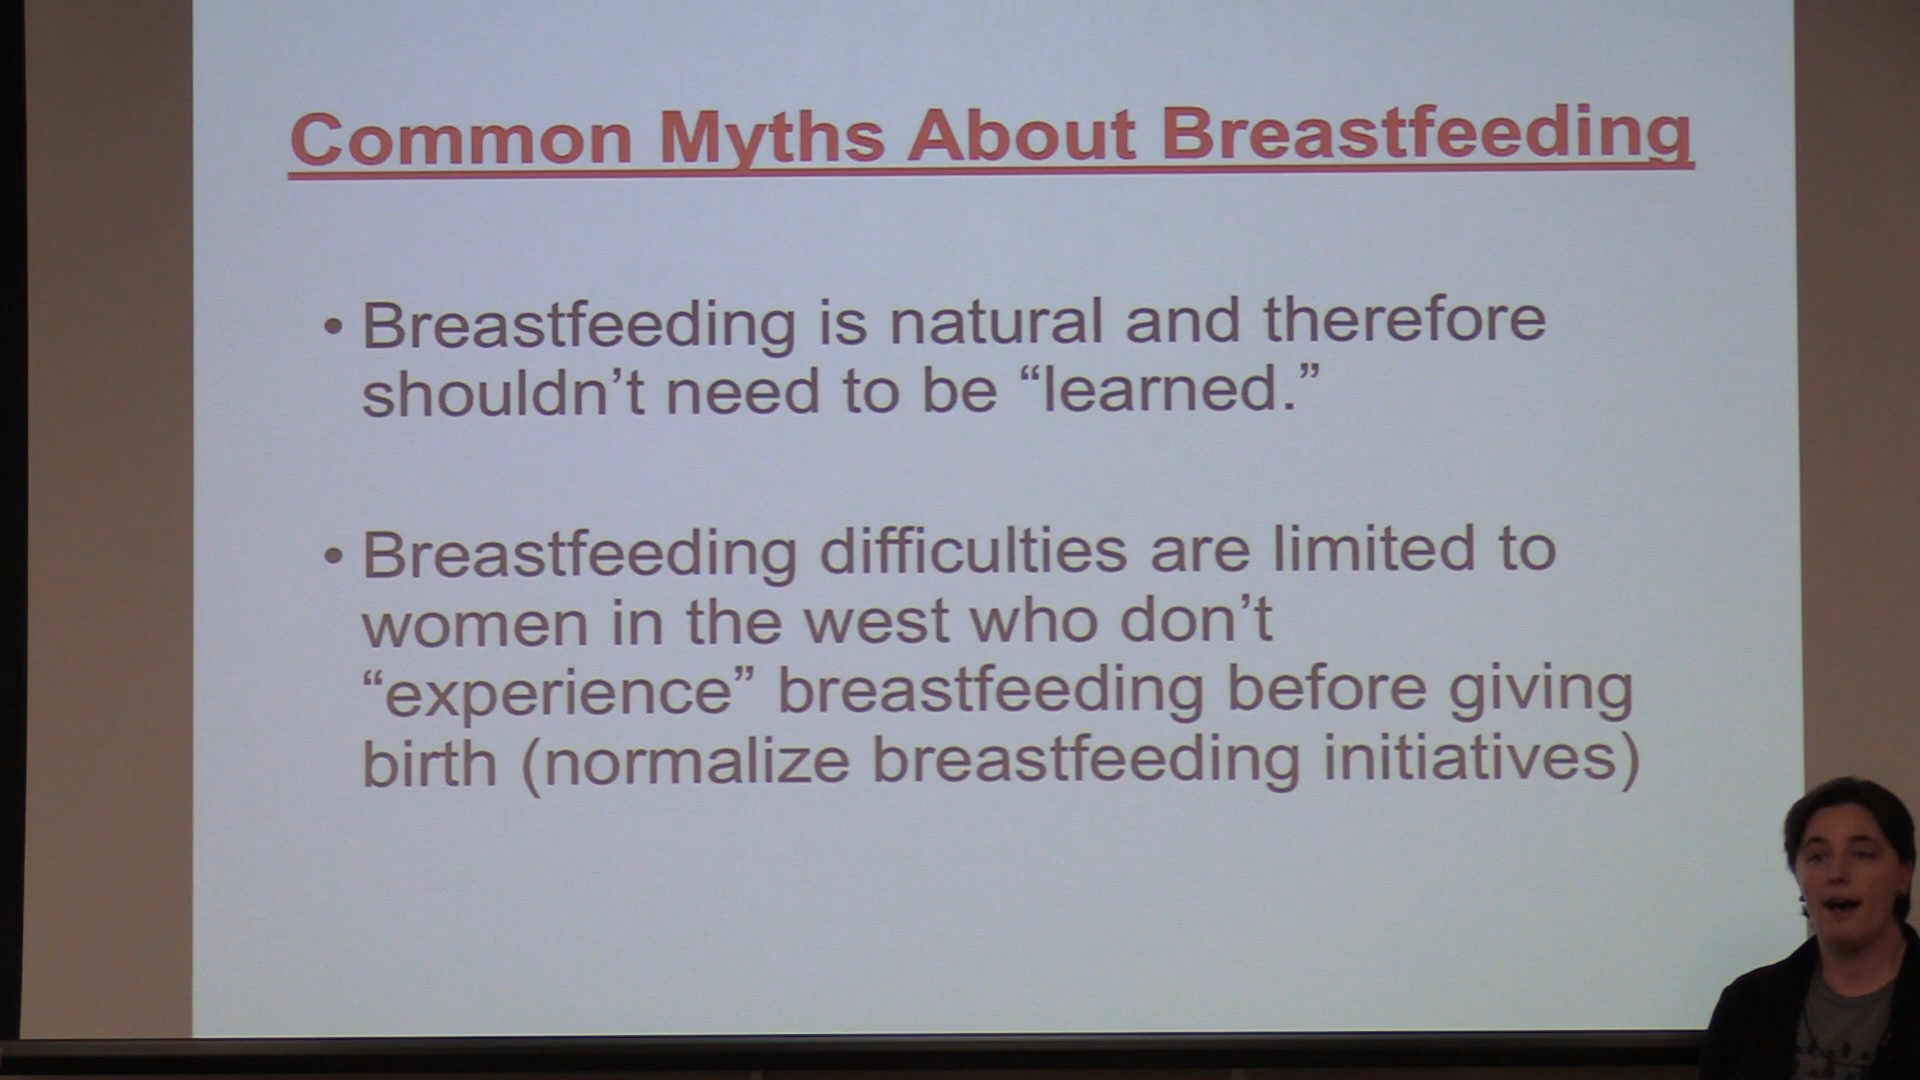 Common Myths About Breastfeeding
• Breastfeeding is natural and therefore
shouldn’t need to be “learned.”
• Breastfeeding difficulties are limited to
women in the west who don’t
“experience” breastfeeding before giving
birth (normalize breastfeeding initiatives)